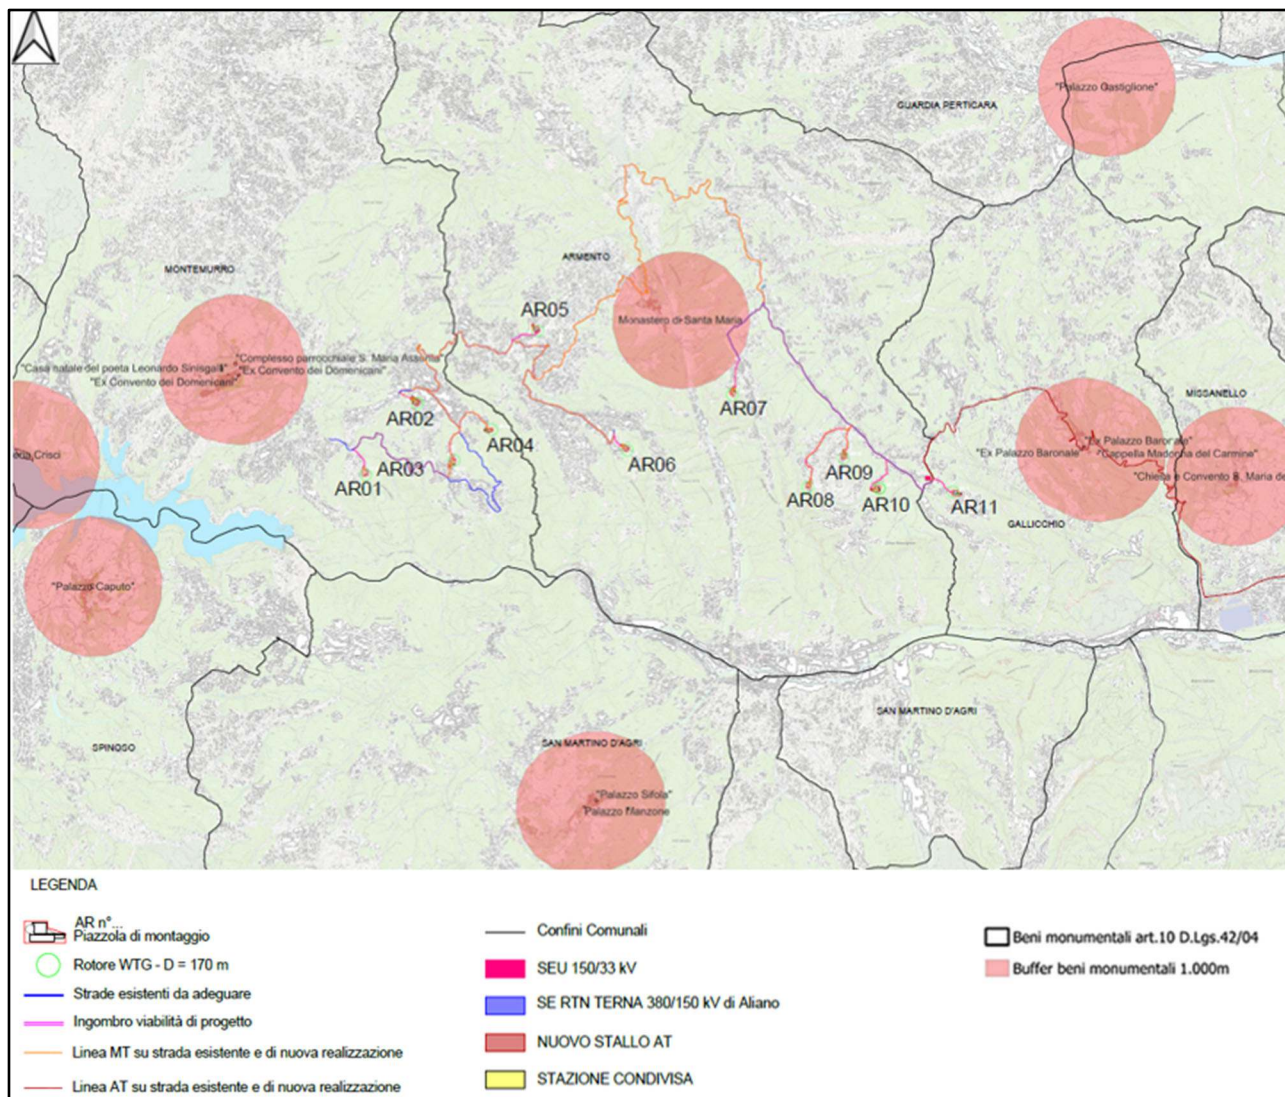 "Palazzo Castiglione"
GUARDIA PERTICARA
ARMENTO
MONTEMURRO
AR05
Monastero di Santa Maria
"Complesso parrocchiale S. Maria Assunta"
"Casa natale del poeta Leonardo Sinisgalli"
"Ex Convento dei Domenicani"
"Ex Convento dei Domenicani"
MISSANELLO
AR07
AR02
AR04
"Ex Palazzo Baronale"
"Ex Palazzo Baronale"
"Cappella Madonna del Carmine"
Crisci
AR06
AR03
AR09
AR01
"Chiesa e Convento S. Maria de
AR08
AR10
AR11
GALLICCHIO
"Palazzo Caputo"
SAN MARTINO D'AGRI
SPINOSO
SAN MARTINO D'AGRI
"Palazzo Sifola"
"Palazzo Manzone
LEGENDA
AR n°...
Piazzola di montaggio
Rotore WTG - D = 170 m
Strade esistenti da adeguare
Ingombro viabilità di progetto
Linea MT su strada esistente e di nuova realizzazione
Linea AT su strada esistente e di nuova realizzazione
Confini Comunali
SEU 150/33 kV
SE RTN TERNA 380/150 kV di Aliano
NUOVO STALLO AT
STAZIONE CONDIVISA
Beni monumentali art.10 D.Lgs.42/04
Buffer beni monumentali 1.000m